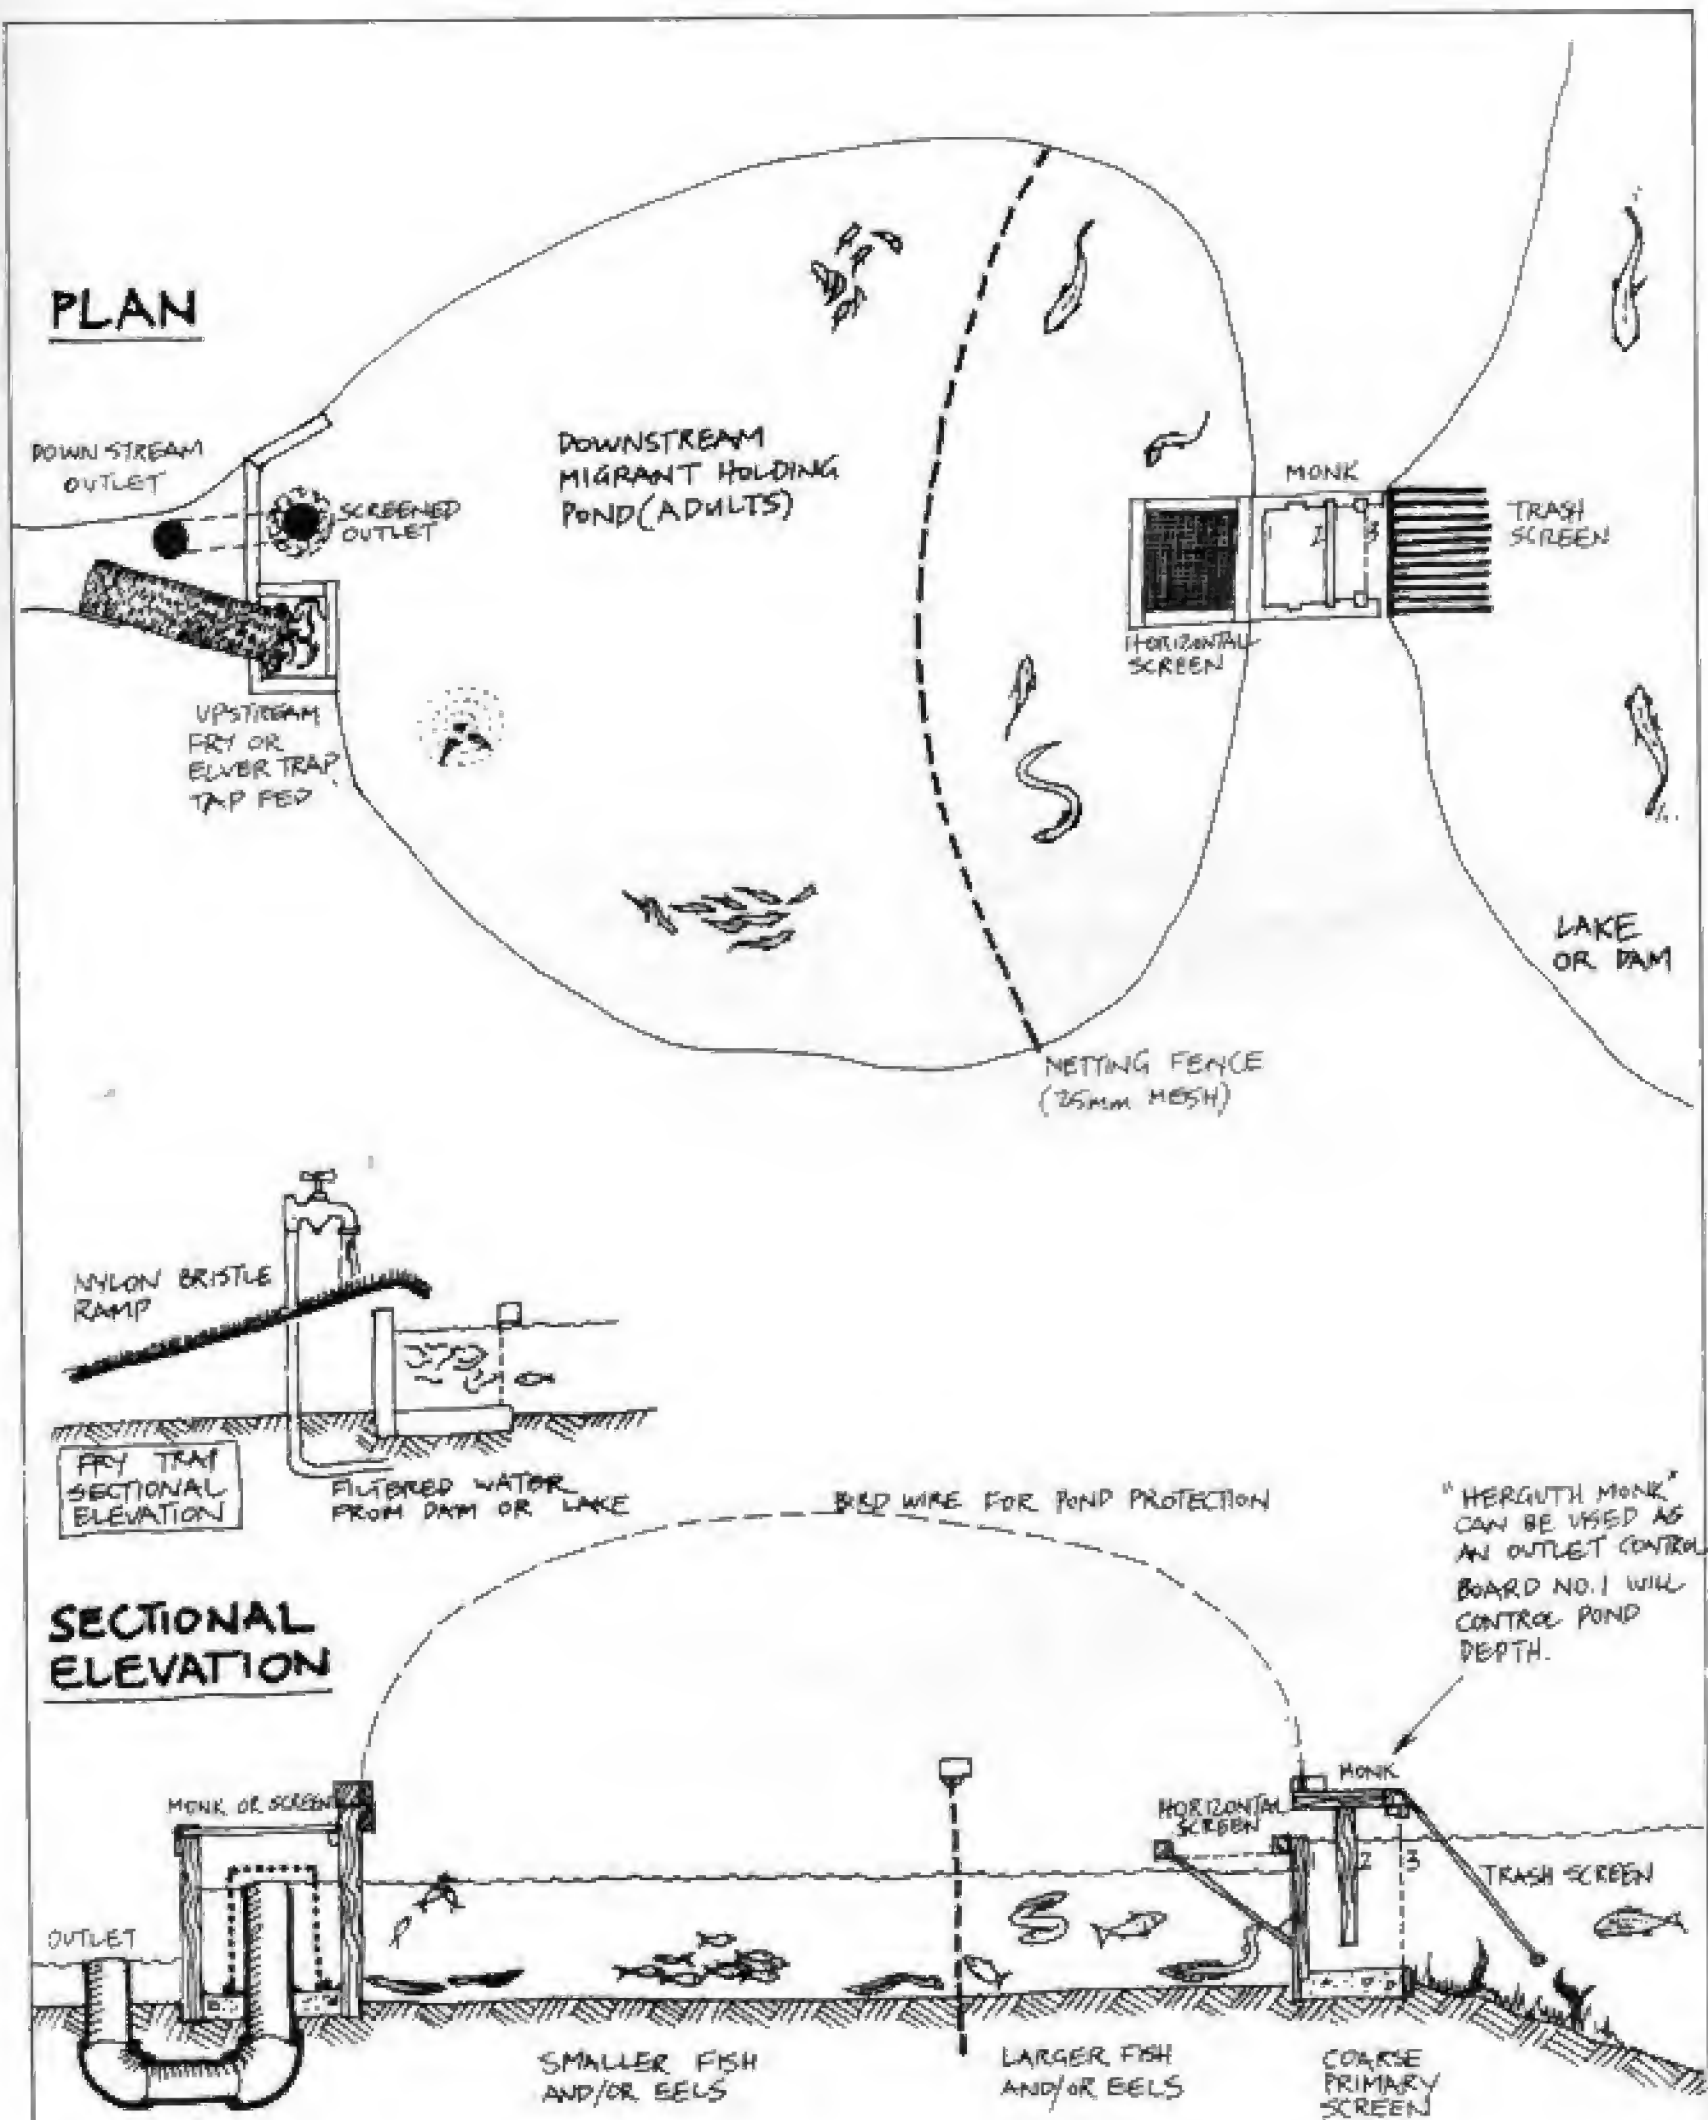 PLAN
DOWNSTREAM
OUTLET
SCREENED
OUTLET
DOWNSTREAM
MIGRANT HOLDING
POND (ADULTS)
MONK
1 2 3
TRASH
SCREEN
HORIZONTAL
SCREEN
UPSTREAM
FRY OR
ELVER TRAP
TAP FED
LAKE
OR DAM
NETTING FENCE
(25mm MESH)
NYLON BRISTLE
RAMP
FRY TRAP
SECTIONAL
ELEVATION
FILTERED WATER
FROM DAM OR LAKE
BIRD WIRE FOR POND PROTECTION
"HERGUTH MONK"
CAN BE USED AS
AN OUTLET CONTROL
BOARD NO.1 WILL
CONTROL POND
DEPTH.
SECTIONAL
ELEVATION
MONK OR SCREEN
MONK
HORIZONTAL
SCREEN
1 2 3
TRASH SCREEN
OUTLET
SMALLER FISH
AND/OR EELS
LARGER FISH
AND/OR EELS
COARSE
PRIMARY
SCREEN